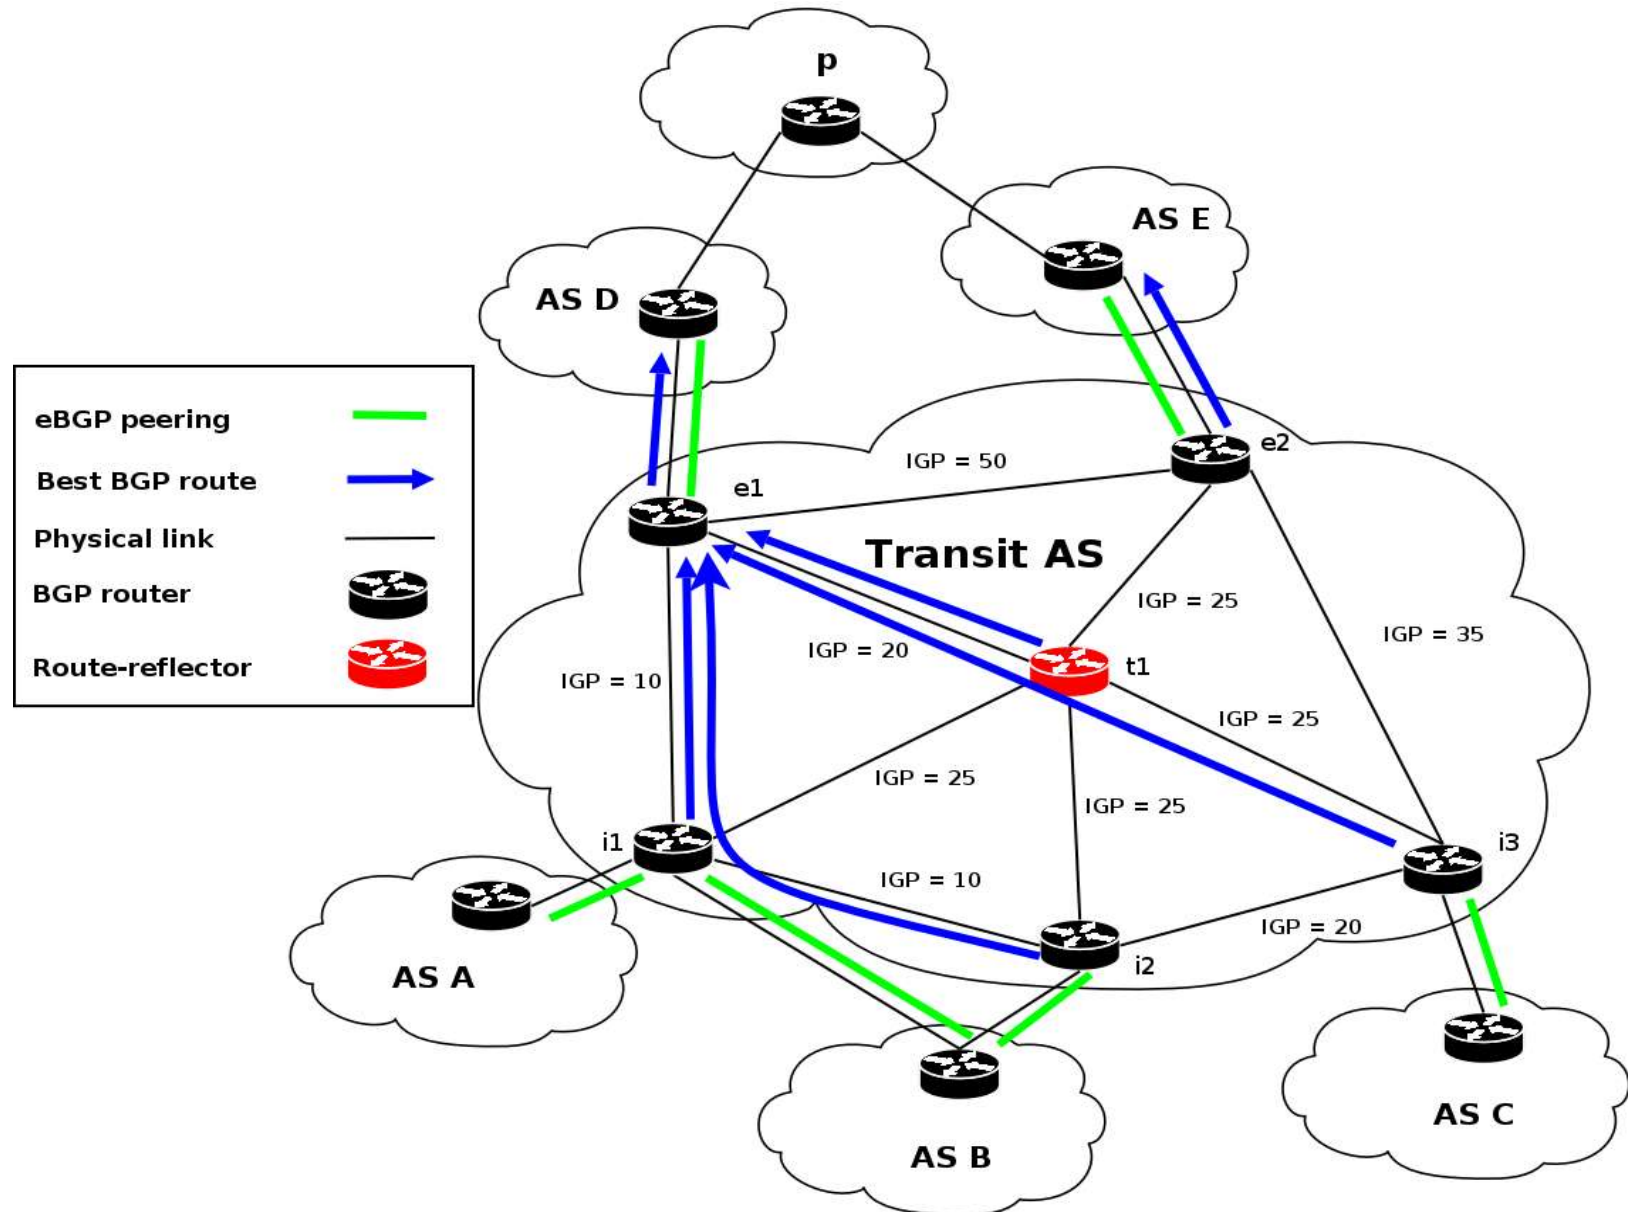 p
AS E
AS D
eBGP peering
Best BGP route
Physical link
BGP router
Route-reflector
e2
IGP = 50
e1
Transit AS
IGP = 25
IGP = 35
IGP = 20
t1
IGP = 10
IGP = 25
IGP = 25
IGP = 25
i1
i3
IGP = 10
IGP = 20
i2
AS A
AS C
AS B